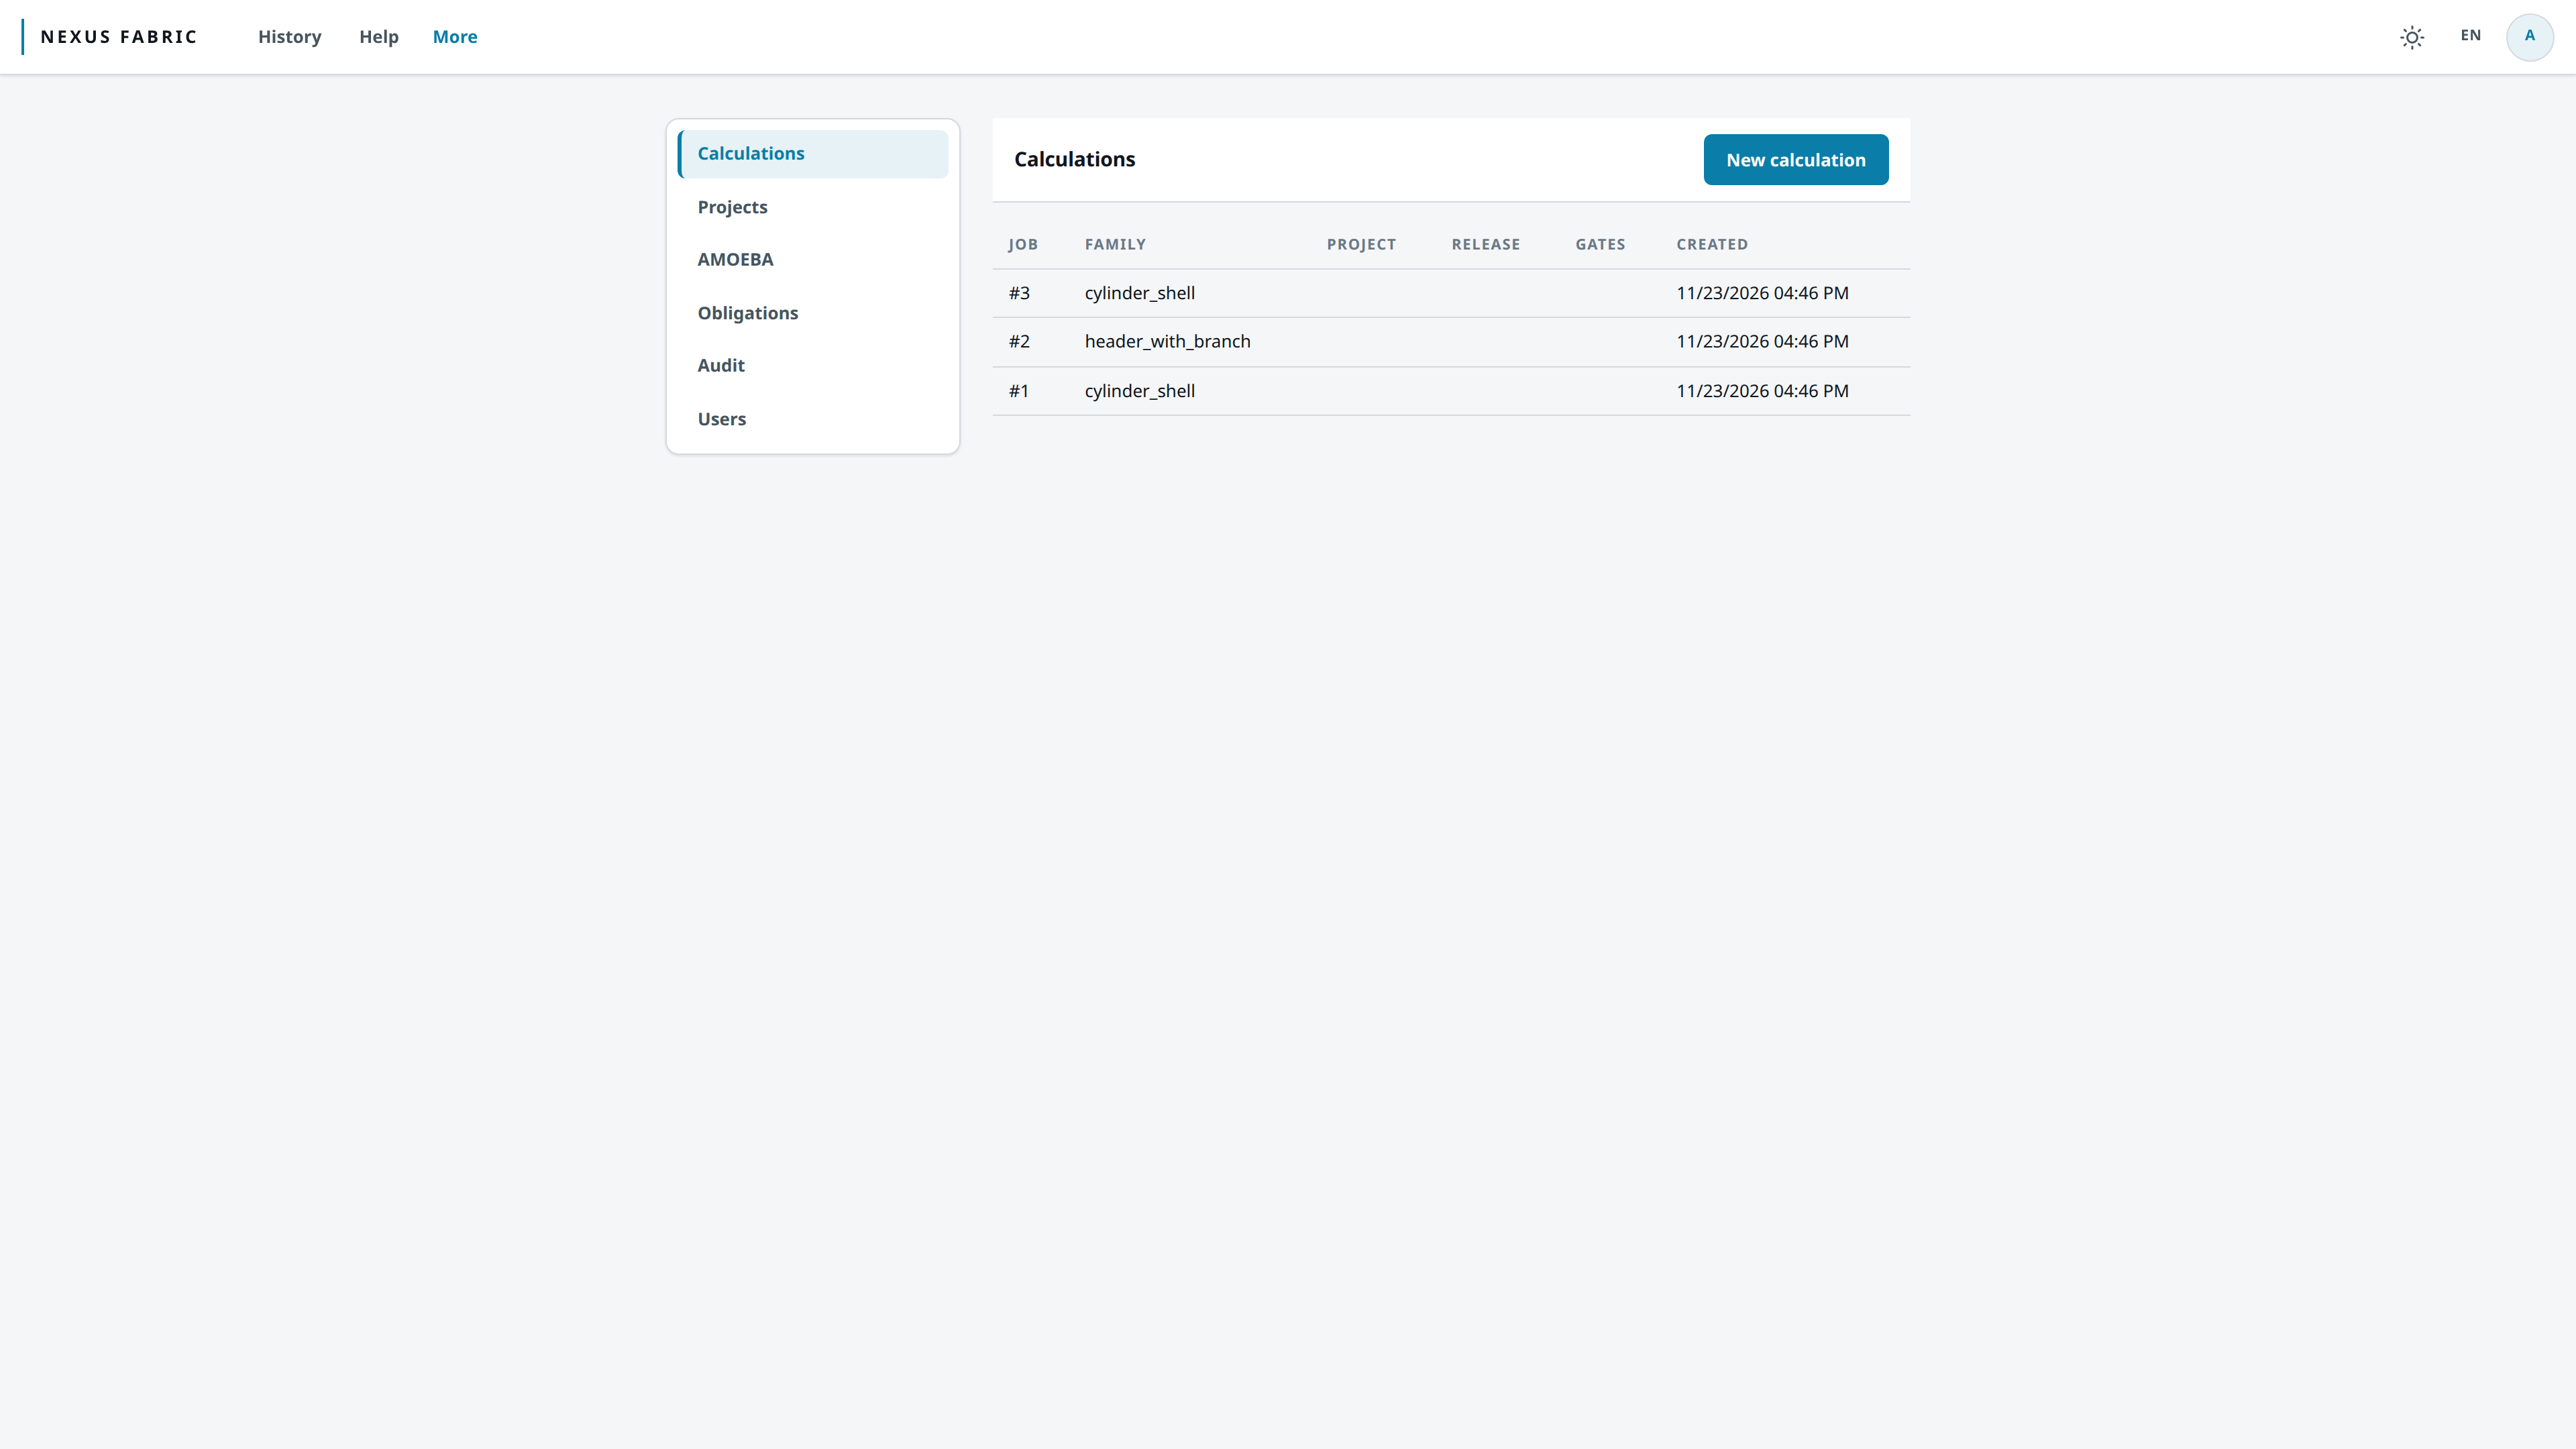 NEXUS FABRIC History Help More EN A
Calculations
Projects
AMOEBA
Obligations
Audit
Users
Calculations New calculation
JOB FAMILY PROJECT RELEASE GATES CREATED
#3 cylinder_shell 11/23/2026 04:46 PM
#2 header_with_branch 11/23/2026 04:46 PM
#1 cylinder_shell 11/23/2026 04:46 PM